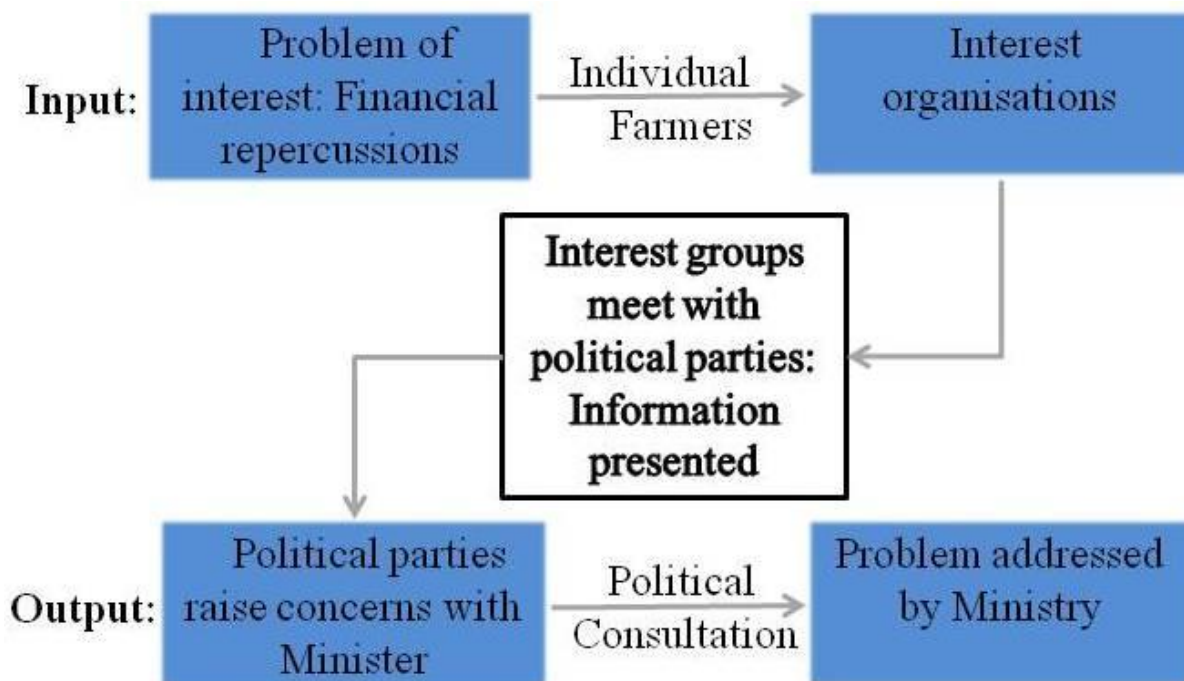 Input:
Problem of
interest: Financial
repercussions
Individual
Farmers
Interest
organisations
Interest groups
meet with
political parties:
Information
presented
Output:
Political parties
raise concerns with
Minister
Political
Consultation
Problem addressed
by Ministry